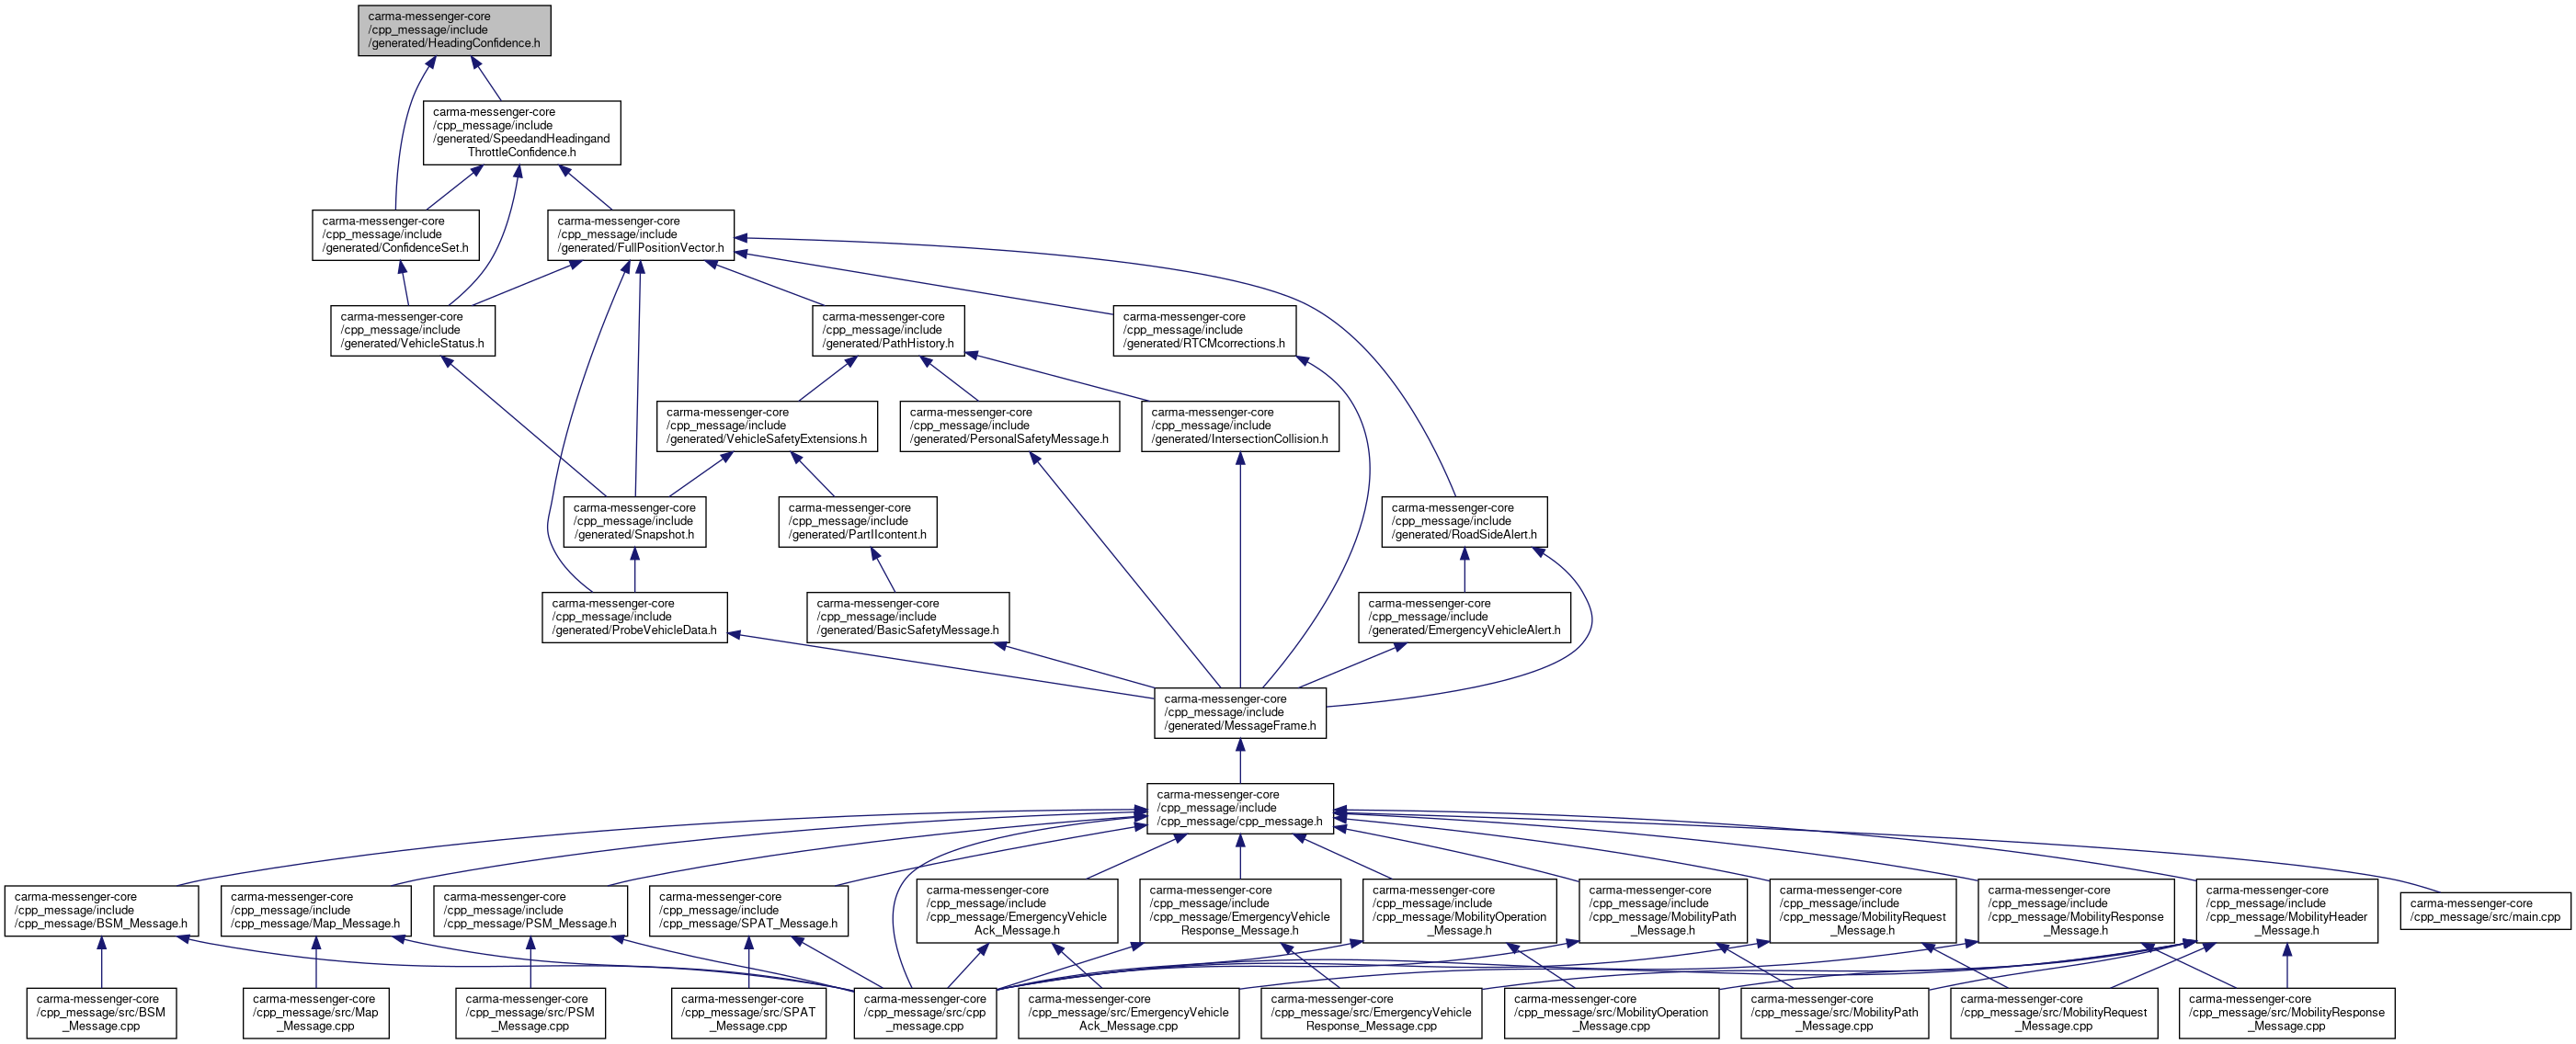 carma-messenger-core
/cpp_message/include
/generated/HeadingConfidence.h
carma-messenger-core
/cpp_message/include
/generated/SpeedandHeadingand
ThrottleConfidence.h
carma-messenger-core
/cpp_message/include
/generated/ConfidenceSet.h
carma-messenger-core
/cpp_message/include
/generated/FullPositionVector.h
carma-messenger-core
/cpp_message/include
/generated/VehicleStatus.h
carma-messenger-core
/cpp_message/include
/generated/PathHistory.h
carma-messenger-core
/cpp_message/include
/generated/RTCMcorrections.h
carma-messenger-core
/cpp_message/include
/generated/VehicleSafetyExtensions.h
carma-messenger-core
/cpp_message/include
/generated/PersonalSafetyMessage.h
carma-messenger-core
/cpp_message/include
/generated/IntersectionCollision.h
carma-messenger-core
/cpp_message/include
/generated/Snapshot.h
carma-messenger-core
/cpp_message/include
/generated/PartIIcontent.h
carma-messenger-core
/cpp_message/include
/generated/RoadSideAlert.h
carma-messenger-core
/cpp_message/include
/generated/ProbeVehicleData.h
carma-messenger-core
/cpp_message/include
/generated/BasicSafetyMessage.h
carma-messenger-core
/cpp_message/include
/generated/EmergencyVehicleAlert.h
carma-messenger-core
/cpp_message/include
/generated/MessageFrame.h
carma-messenger-core
/cpp_message/include
/cpp_message/cpp_message.h
carma-messenger-core
/cpp_message/include
/cpp_message/BSM_Message.h
carma-messenger-core
/cpp_message/include
/cpp_message/Map_Message.h
carma-messenger-core
/cpp_message/include
/cpp_message/PSM_Message.h
carma-messenger-core
/cpp_message/include
/cpp_message/SPAT_Message.h
carma-messenger-core
/cpp_message/include
/cpp_message/EmergencyVehicle
Ack_Message.h
carma-messenger-core
/cpp_message/include
/cpp_message/EmergencyVehicle
Response_Message.h
carma-messenger-core
/cpp_message/include
/cpp_message/MobilityOperation
_Message.h
carma-messenger-core
/cpp_message/include
/cpp_message/MobilityPath
_Message.h
carma-messenger-core
/cpp_message/include
/cpp_message/MobilityRequest
_Message.h
carma-messenger-core
/cpp_message/include
/cpp_message/MobilityResponse
_Message.h
carma-messenger-core
/cpp_message/include
/cpp_message/MobilityHeader
_Message.h
carma-messenger-core
/cpp_message/src/main.cpp
carma-messenger-core
/cpp_message/src/BSM
_Message.cpp
carma-messenger-core
/cpp_message/src/Map
_Message.cpp
carma-messenger-core
/cpp_message/src/PSM
_Message.cpp
carma-messenger-core
/cpp_message/src/SPAT
_Message.cpp
carma-messenger-core
/cpp_message/src/cpp
_message.cpp
carma-messenger-core
/cpp_message/src/EmergencyVehicle
Ack_Message.cpp
carma-messenger-core
/cpp_message/src/EmergencyVehicle
Response_Message.cpp
carma-messenger-core
/cpp_message/src/MobilityOperation
_Message.cpp
carma-messenger-core
/cpp_message/src/MobilityPath
_Message.cpp
carma-messenger-core
/cpp_message/src/MobilityRequest
_Message.cpp
carma-messenger-core
/cpp_message/src/MobilityResponse
_Message.cpp